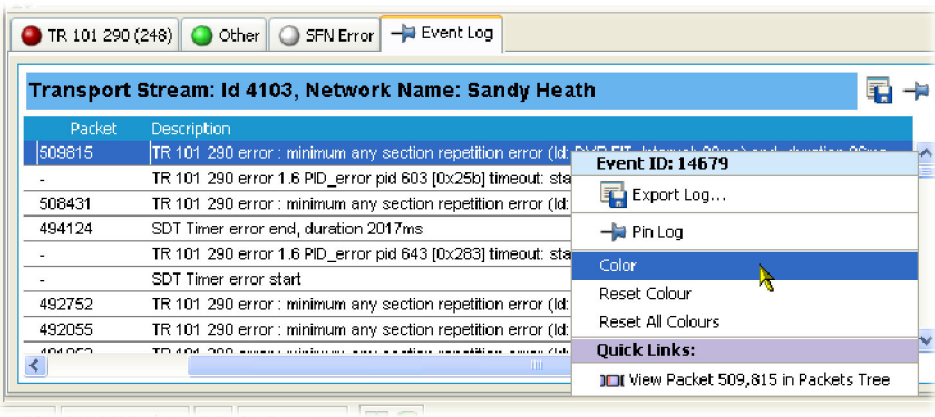 TR 101 290 (248) Other SFN Error Event Log
Transport Stream: Id 4103, Network Name: Sandy Heath
Packet Description
509815 TR 101 290 error : minimum any section repetition error (Id:
Event ID: 14679
- TR 101 290 error 1.6 PID_error pid 603 [0x25b] timeout: sta
Export Log...
508431 TR 101 290 error : minimum any section repetition error (Id:
494124 SDT Timer error end, duration 2017ms
Pin Log
- TR 101 290 error 1.6 PID_error pid 643 [0x283] timeout: sta
Color
- SDT Timer error start
Reset Colour
492752 TR 101 290 error : minimum any section repetition error (Id:
Reset All Colours
492055 TR 101 290 error : minimum any section repetition error (Id:
Quick Links:
View Packet 509,815 in Packets Tree